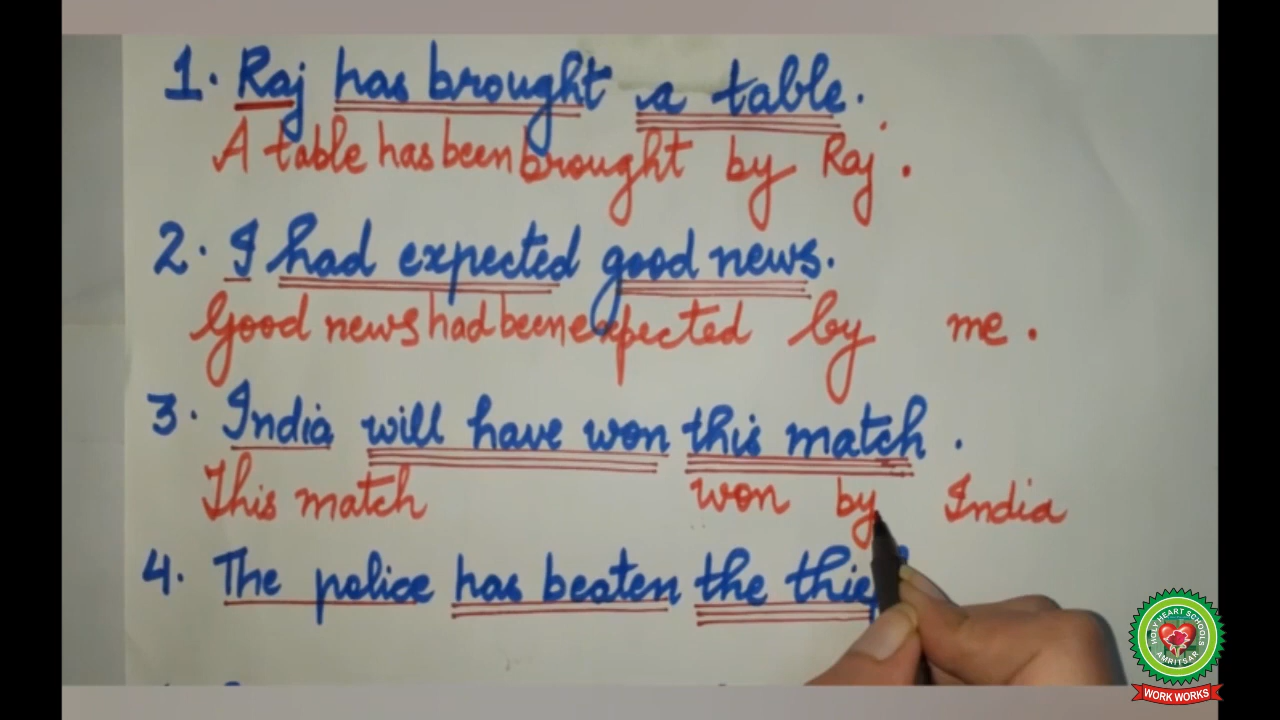 1. Raj has brought a table.
A table has been brought by Raj.
2. I had expected good news.
Good news had been expected by me.
3. India will have won this match.
This match won by India
4. The police has beaten the thief
HOLY HEART SCHOOLS
AMRITSAR
WORK WORKS